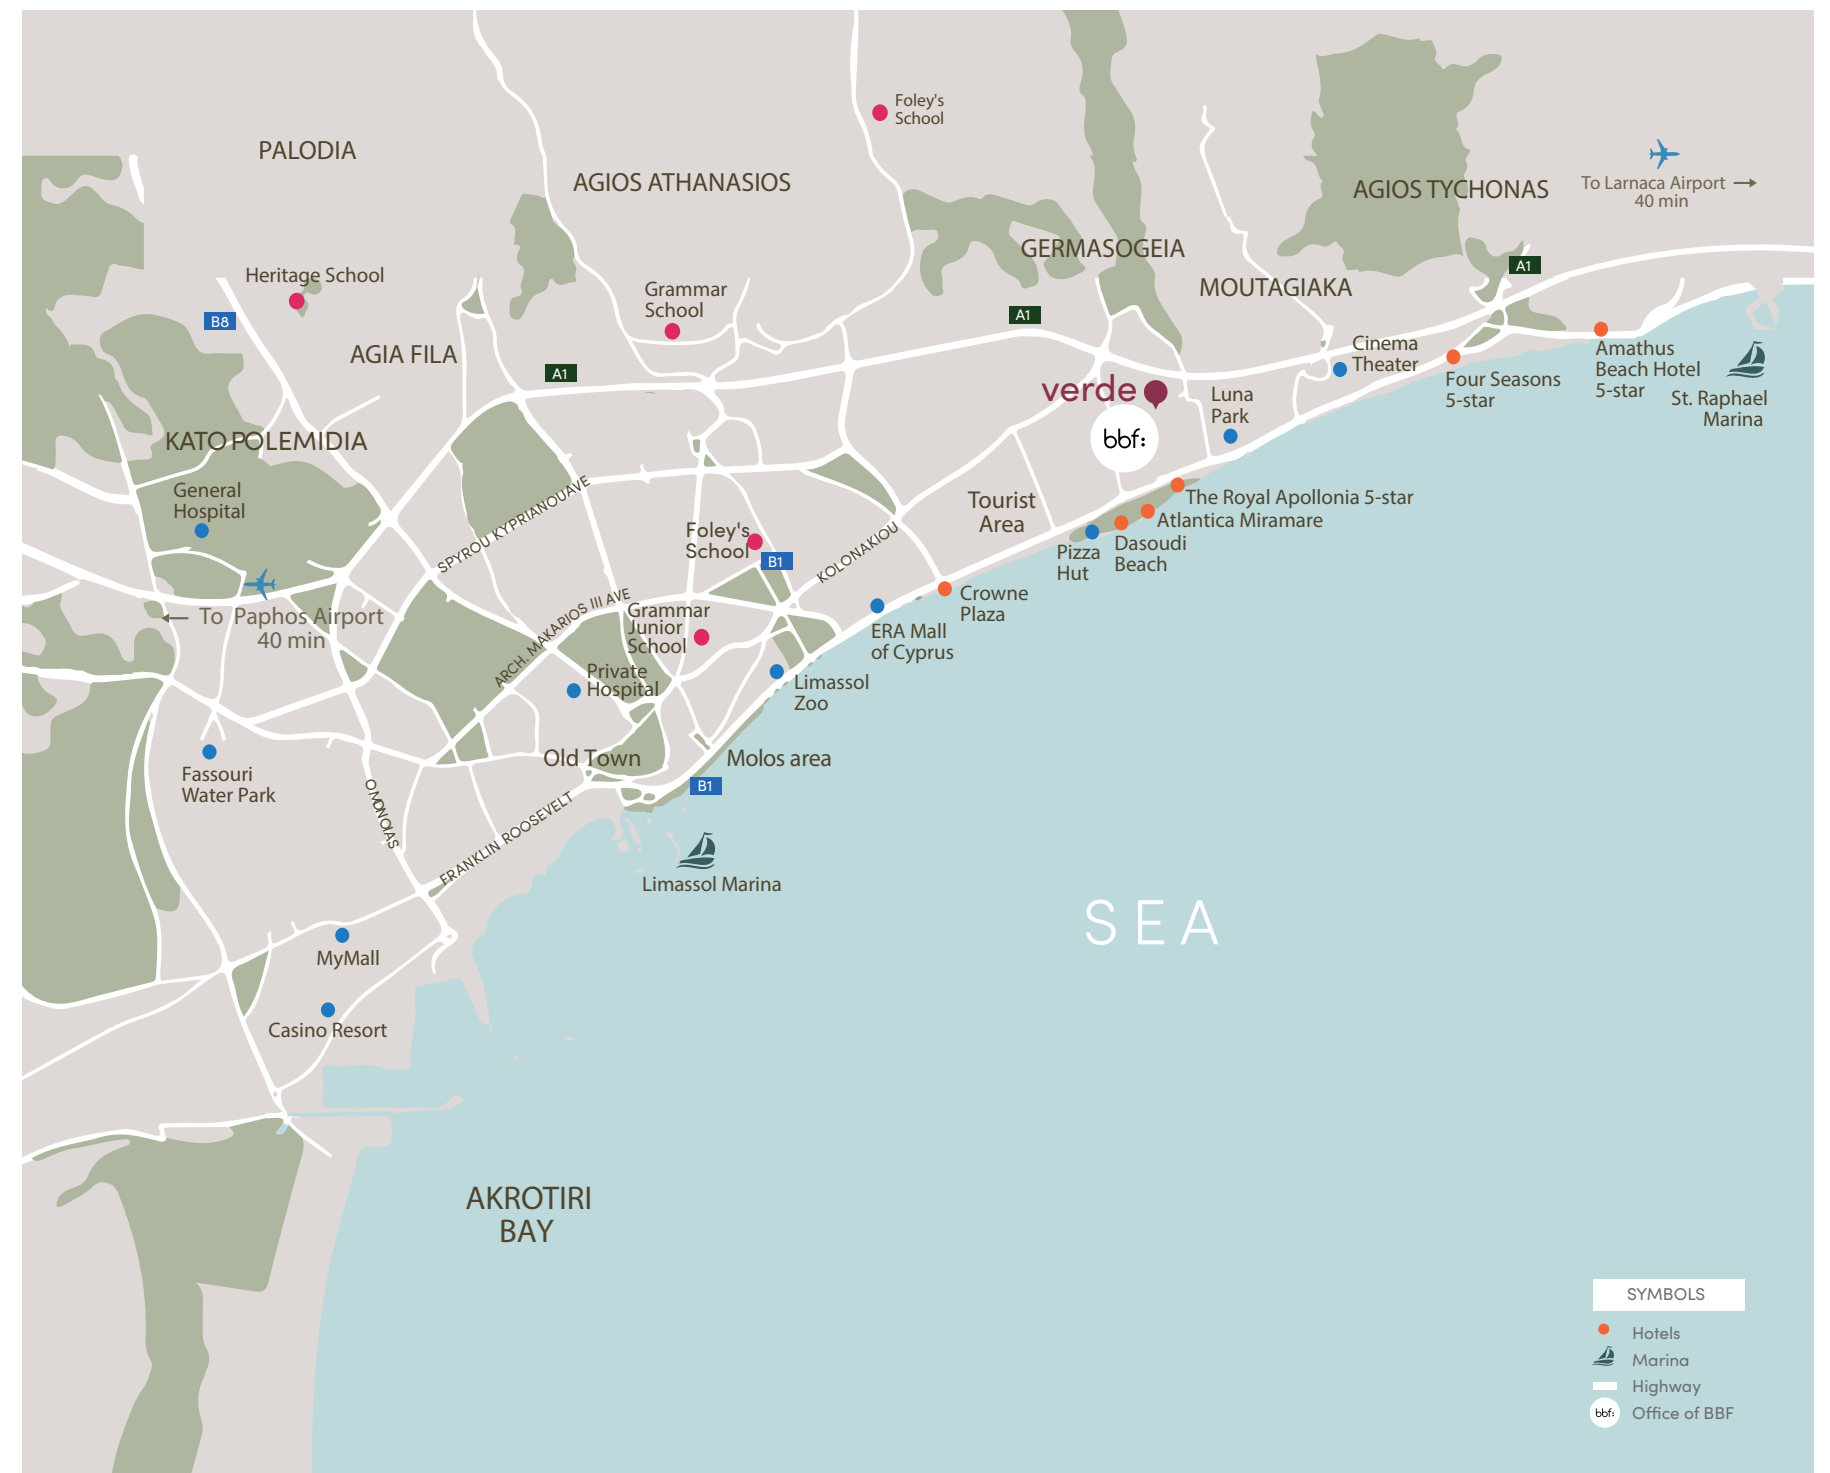 Foley's
School
PALODIA
AGIOS ATHANASIOS
AGIOS TYCHONAS
To Larnaca Airport
40 min
GERMASOGEIA
A1
Heritage School
MOUTAGIAKA
Grammar
School
B8
A1
AGIA FILA
Cinema
Theater
Amathus
Beach Hotel
5-star
A1
Four Seasons
5-star
verde
Luna
Park
St. Raphael
Marina
KATO POLEMIDIA
bbf:
General
Hospital
SPYROU KYPRIANOUAVE
Tourist
Area
The Royal Apollonia 5-star
Atlantica Miramare
Foley's
School
KOLONAKIOU
Dasoudi
Beach
Pizza
Hut
B1
To Paphos Airport
40 min
ARCH. MAKARIOS III AVE
Grammar
Junior
School
Crowne
Plaza
ERA Mall
of Cyprus
Private
Hospital
Limassol
Zoo
Old Town
Molos area
Fassouri
Water Park
B1
OMONOIAS
FRANKLIN ROOSEVELT
Limassol Marina
SEA
MyMall
Casino Resort
AKROTIRI
BAY
SYMBOLS
Hotels
Marina
Highway
bbf:
Office of BBF